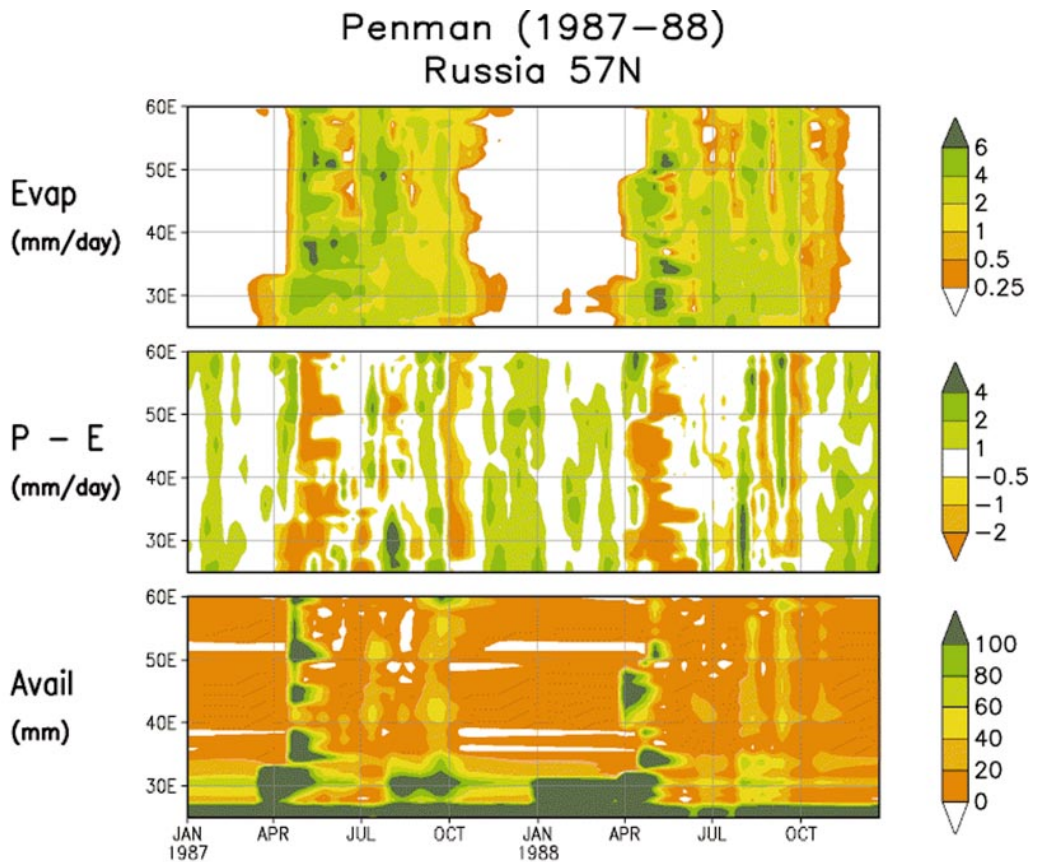 Penman (1987-88)
Russia 57N
Evap
(mm/day)
60E
50E
40E
30E
6
4
2
1
0.5
0.25
P - E
(mm/day)
60E
50E
40E
30E
4
2
1
-0.5
-1
-2
Avail
(mm)
60E
50E
40E
30E
100
80
60
40
20
0
JAN APR JUL OCT JAN APR JUL OCT
1987 1988